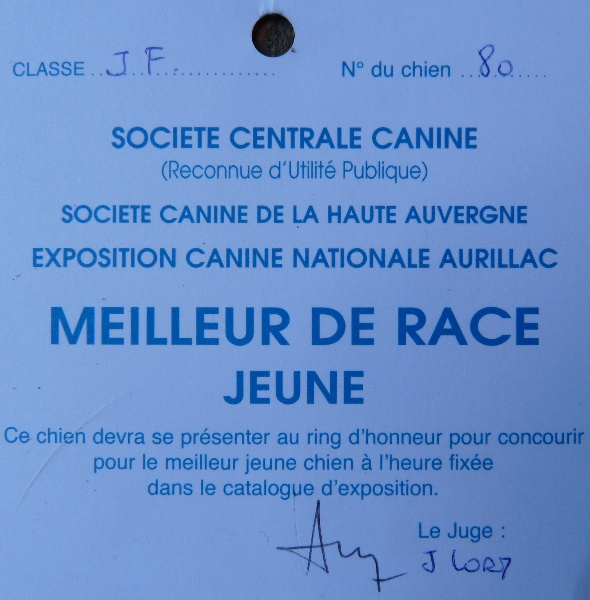 CLASSE J F. N° du chien 80
SOCIETE CENTRALE CANINE
(Reconnue d'Utilité Publique)
SOCIETE CANINE DE LA HAUTE AUVERGNE
EXPOSITION CANINE NATIONALE AURILLAC
MEILLEUR DE RACE
JEUNE
Ce chien devra se présenter au ring d'honneur pour concourir
pour le meilleur jeune chien à l'heure fixée
dans le catalogue d'exposition.
Le Juge :
J